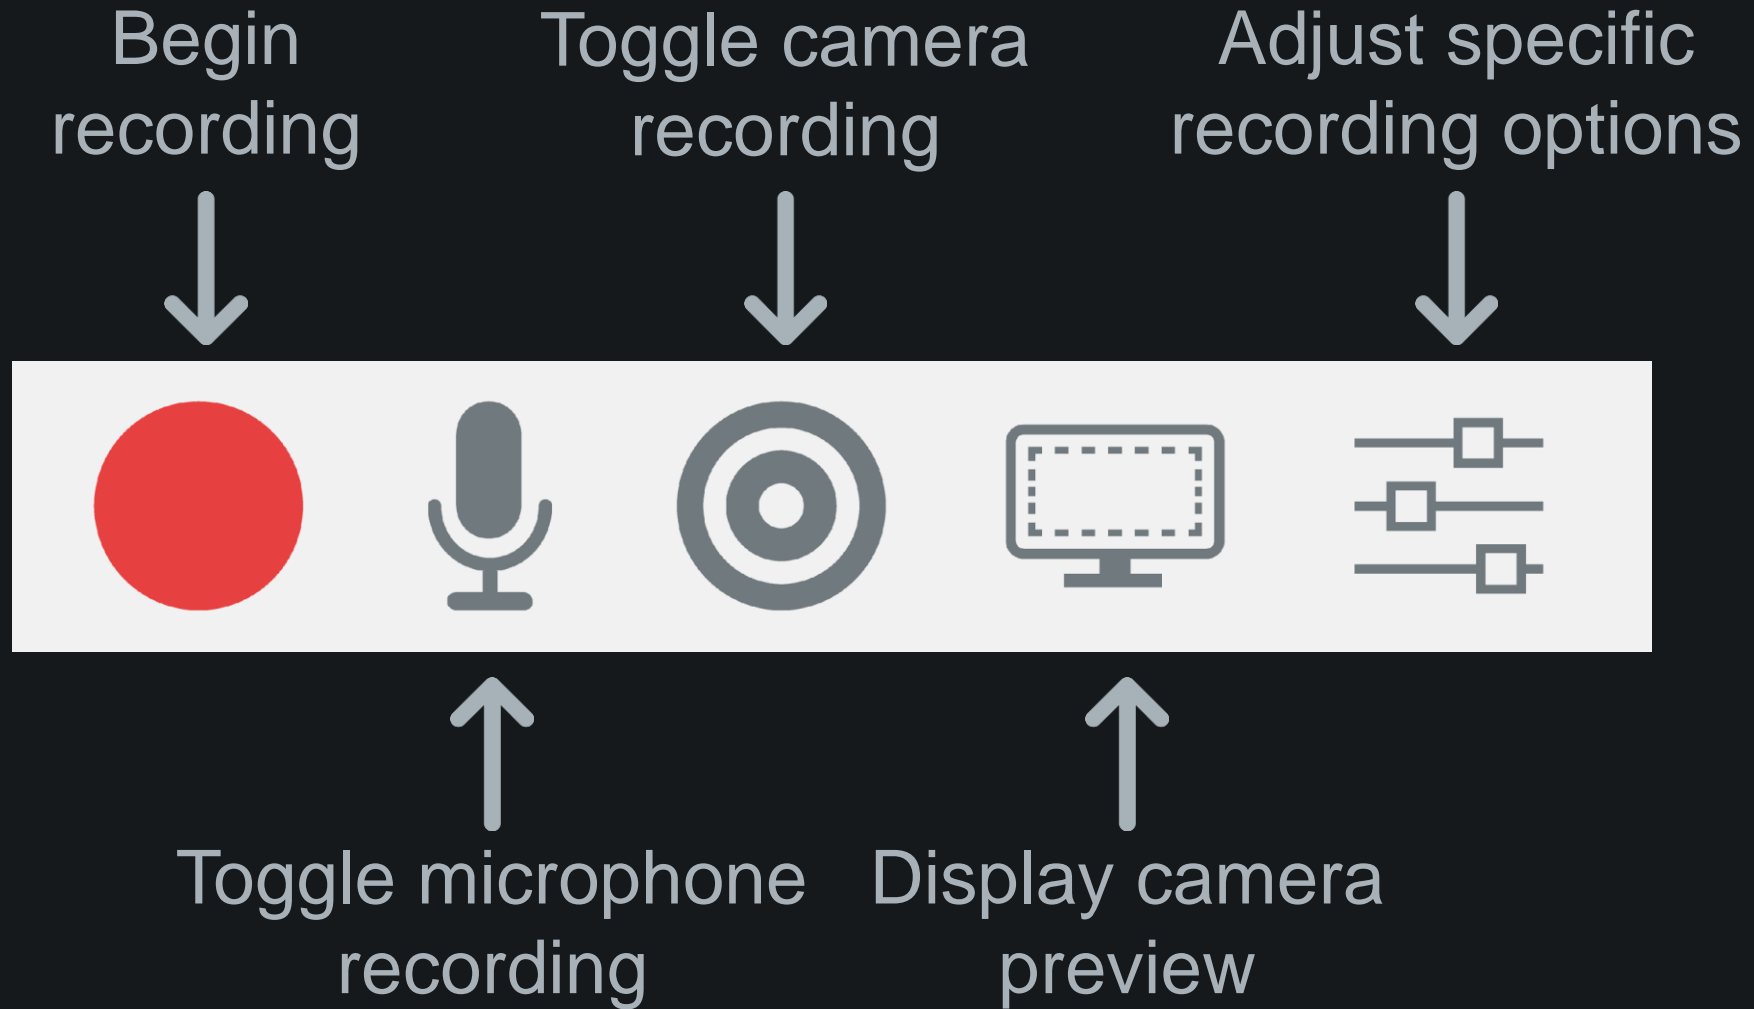 Begin
recording
Toggle camera
recording
Adjust specific
recording options
Toggle microphone
recording
Display camera
preview